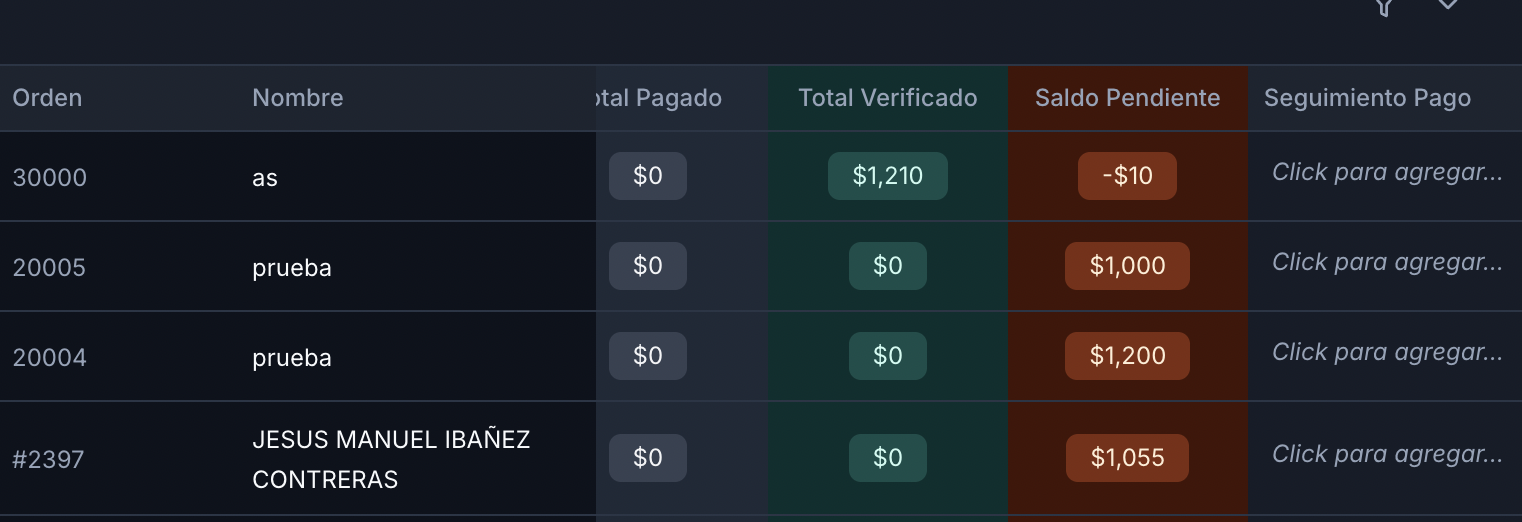 Orden Nombre otal Pagado Total Verificado Saldo Pendiente Seguimiento Pago
30000 as $0 $1,210 -$10 Click para agregar...
20005 prueba $0 $0 $1,000 Click para agregar...
20004 prueba $0 $0 $1,200 Click para agregar...
#2397 JESUS MANUEL IBAÑEZ $0 $0 $1,055 Click para agregar...
CONTRERAS